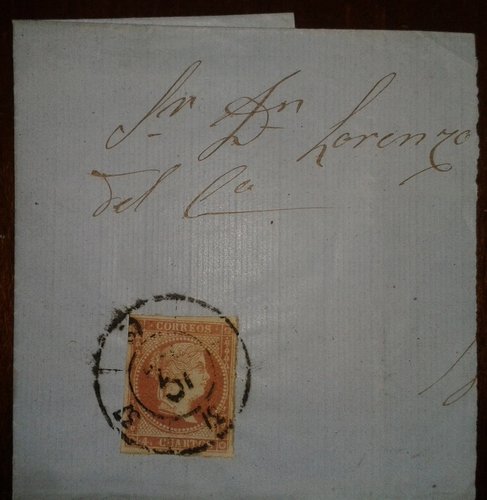 Sr. Dn. Lorenzo
del Ca
CORREOS
4 CUARTOS